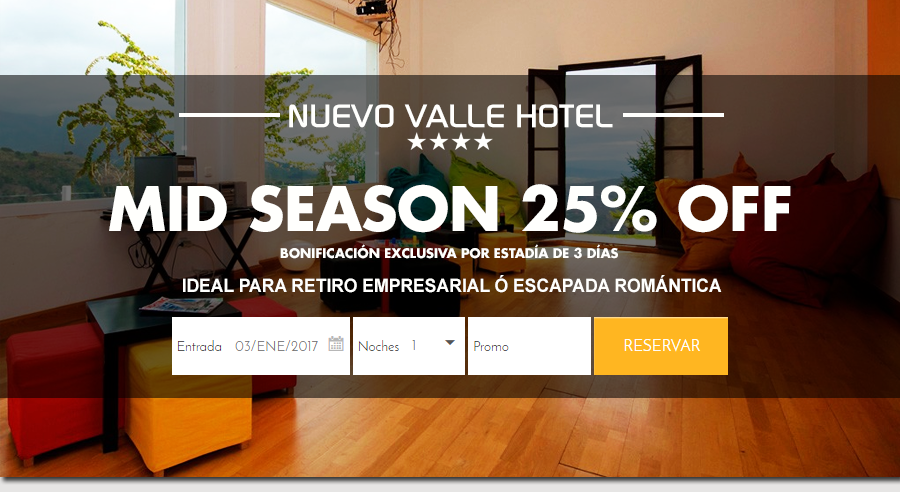 NUEVO VALLE HOTEL
★★★★
MID SEASON 25% OFF
BONIFICACIÓN EXCLUSIVA POR ESTADÍA DE 3 DÍAS
IDEAL PARA RETIRO EMPRESARIAL Ó ESCAPADA ROMÁNTICA
Entrada 03/ENE/2017 Noches 1 Promo RESERVAR